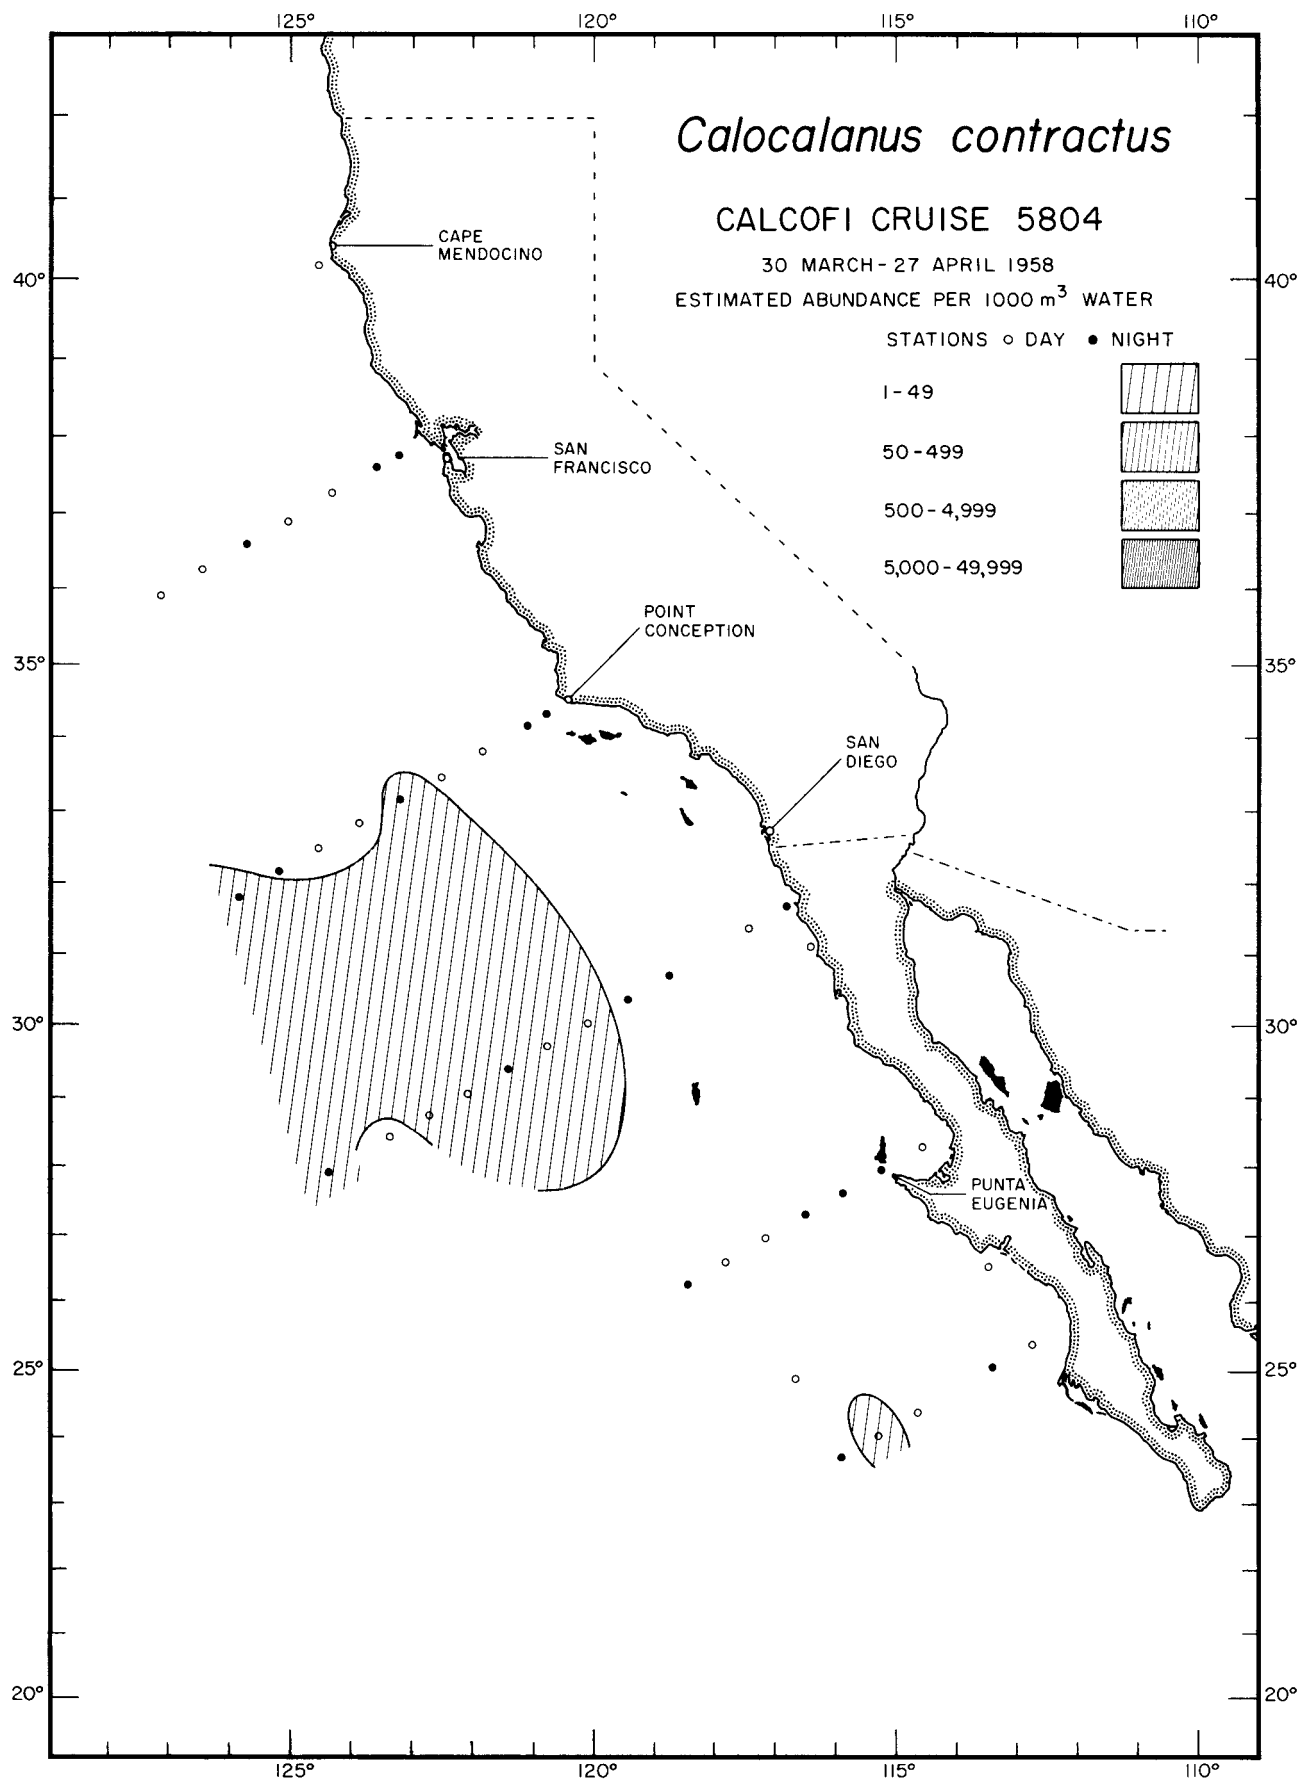 125° 120° 115° 110°
Calocalanus contractus
CALCOFI CRUISE 5804
30 MARCH - 27 APRIL 1958
ESTIMATED ABUNDANCE PER 1000 m³ WATER
STATIONS ○ DAY ● NIGHT
1 - 49
50 - 499
500 - 4,999
5,000 - 49,999
CAPE
MENDOCINO
40° 40°
SAN
FRANCISCO
POINT
CONCEPTION
35° 35°
SAN
DIEGO
30° 30°
PUNTA
EUGENIA
25° 25°
20° 20°
125° 120° 115° 110°